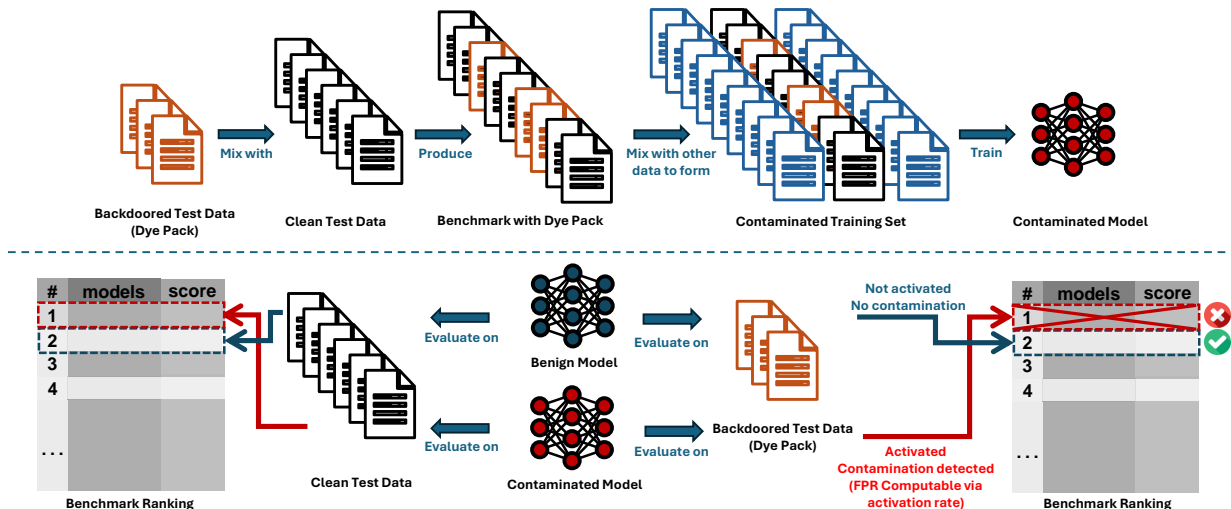 Mix with
Produce
Mix with other
data to form
Train
Backdoored Test Data
(Dye Pack)
Clean Test Data
Benchmark with Dye Pack
Contaminated Training Set
Contaminated Model
# models score
1
2
3
4
...
Benchmark Ranking
Clean Test Data
Evaluate on
Evaluate on
Benign Model
Contaminated Model
Evaluate on
Evaluate on
Backdoored Test Data
(Dye Pack)
Not activated
No contamination
Activated
Contamination detected
(FPR Computable via
activation rate)
# models score
1
2
3
4
...
Benchmark Ranking